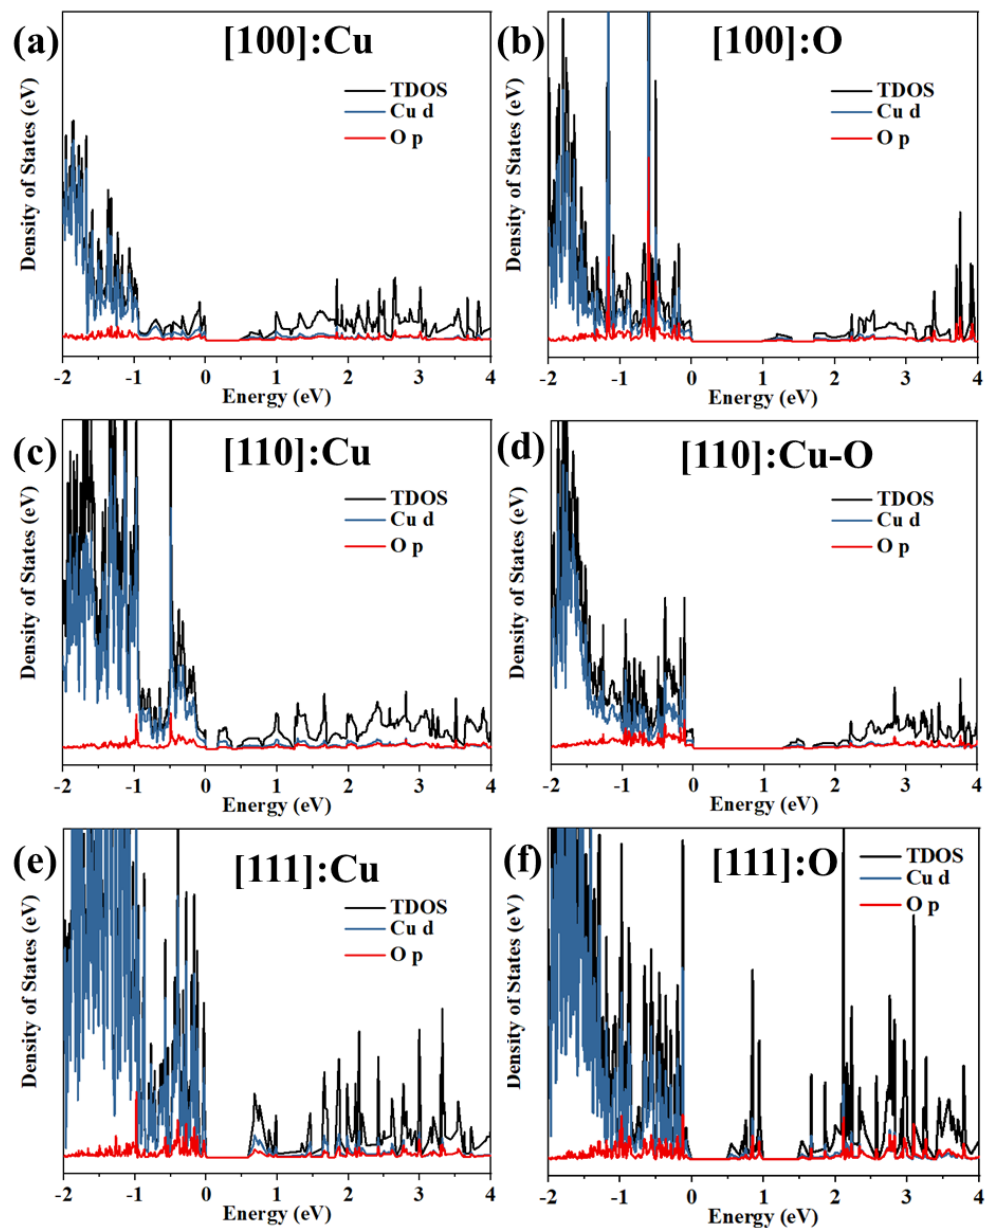 (a) [100]:Cu
TDOS
Cu d
O p
Density of States (eV)
-2 -1 0 1 2 3 4
Energy (eV)
(b) [100]:O
TDOS
Cu d
O p
Density of States (eV)
-2 -1 0 1 2 3 4
Energy (eV)
(c) [110]:Cu
TDOS
Cu d
O p
Density of States (eV)
-2 -1 0 1 2 3 4
Energy (eV)
(d) [110]:Cu-O
TDOS
Cu d
O p
Density of States (eV)
-2 -1 0 1 2 3 4
Energy (eV)
(e) [111]:Cu
TDOS
Cu d
O p
Density of States (eV)
-2 -1 0 1 2 3 4
Energy (eV)
(f) [111]:O
TDOS
Cu d
O p
Density of States (eV)
-2 -1 0 1 2 3 4
Energy (eV)